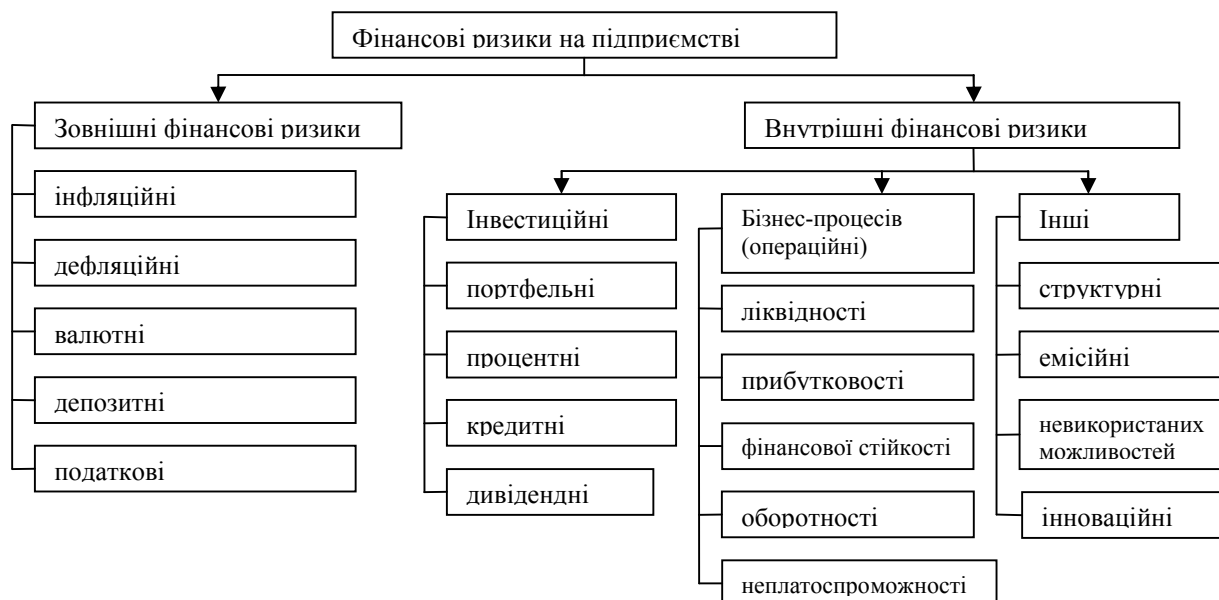 Фінансові ризики на підприємстві
Зовнішні фінансові ризики
інфляційні
дефляційні
валютні
депозитні
податкові
Внутрішні фінансові ризики
Інвестиційні
портфельні
процентні
кредитні
дивідендні
Бізнес-процесів
(операційні)
ліквідності
прибутковості
фінансової стійкості
оборотності
неплатоспроможності
Інші
структурні
емісійні
невикористаних
можливостей
інноваційні